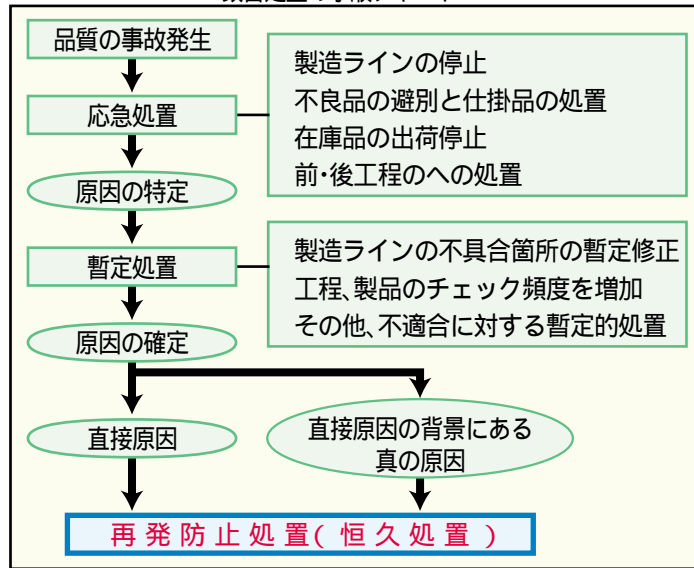 品質の事故発生
応急処置
製造ラインの停止
不良品の避別と仕掛品の処置
在庫品の出荷停止
前・後工程のへの処置
原因の特定
暫定処置
製造ラインの不具合箇所の暫定修正
工程、製品のチェック頻度を増加
その他、不適合に対する暫定的処置
原因の確定
直接原因
直接原因の背景にある
真の原因
再発防止処置(恒久処置)